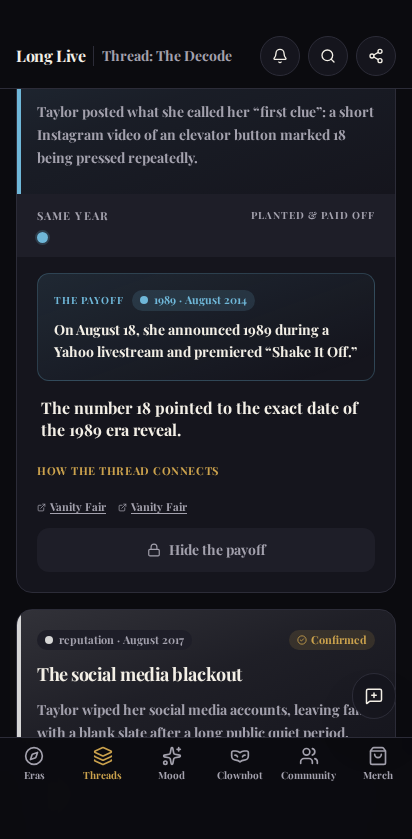 Long Live
Thread: The Decode
Taylor posted what she called her “first clue”: a short
Instagram video of an elevator button marked 18
being pressed repeatedly.
SAME YEAR
PLANTED & PAID OFF
THE PAYOFF
1989 · August 2014
On August 18, she announced 1989 during a
Yahoo livestream and premiered “Shake It Off.”
The number 18 pointed to the exact date of
the 1989 era reveal.
HOW THE THREAD CONNECTS
Vanity Fair
Vanity Fair
Hide the payoff
reputation · August 2017
Confirmed
The social media blackout
Taylor wiped her social media accounts, leaving
with a blank slate after a long public quiet period.
Eras
Threads
Mood
Clownbot
Community
Merch